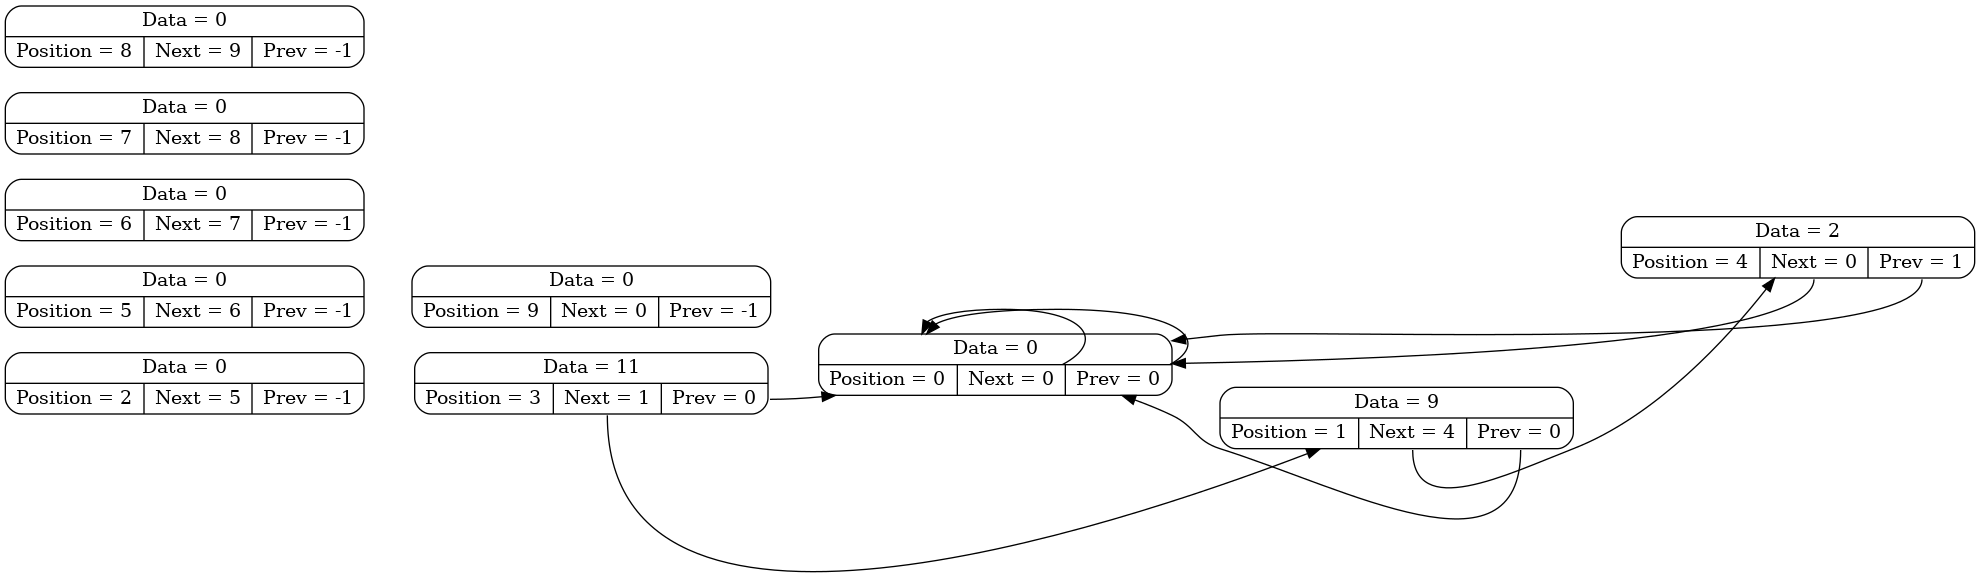 Data = 0
Position = 8 Next = 9 Prev = -1
Data = 0
Position = 7 Next = 8 Prev = -1
Data = 0
Position = 6 Next = 7 Prev = -1
Data = 0
Position = 5 Next = 6 Prev = -1
Data = 0
Position = 2 Next = 5 Prev = -1
Data = 0
Position = 9 Next = 0 Prev = -1
Data = 11
Position = 3 Next = 1 Prev = 0
Data = 0
Position = 0 Next = 0 Prev = 0
Data = 9
Position = 1 Next = 4 Prev = 0
Data = 2
Position = 4 Next = 0 Prev = 1